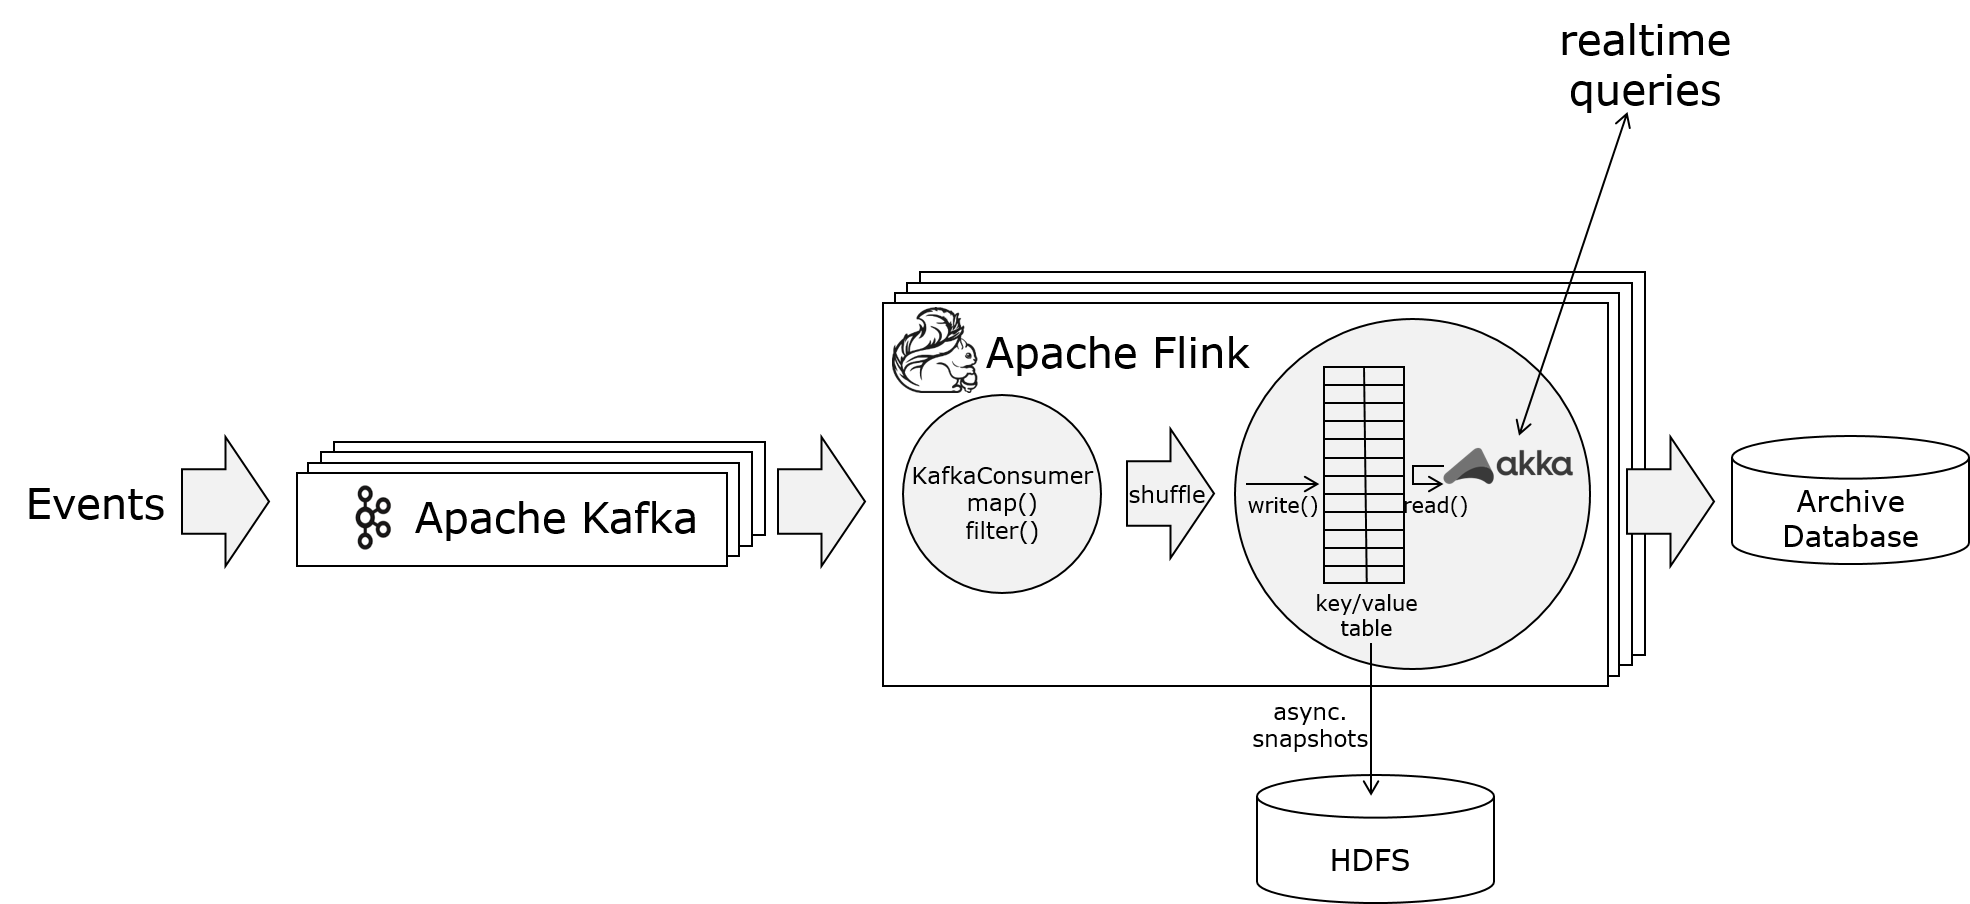 realtime
queries
Events
Apache Kafka
Apache Flink
KafkaConsumer
map()
filter()
shuffle
write()
read()
akka
key/value
table
async.
snapshots
HDFS
Archive
Database